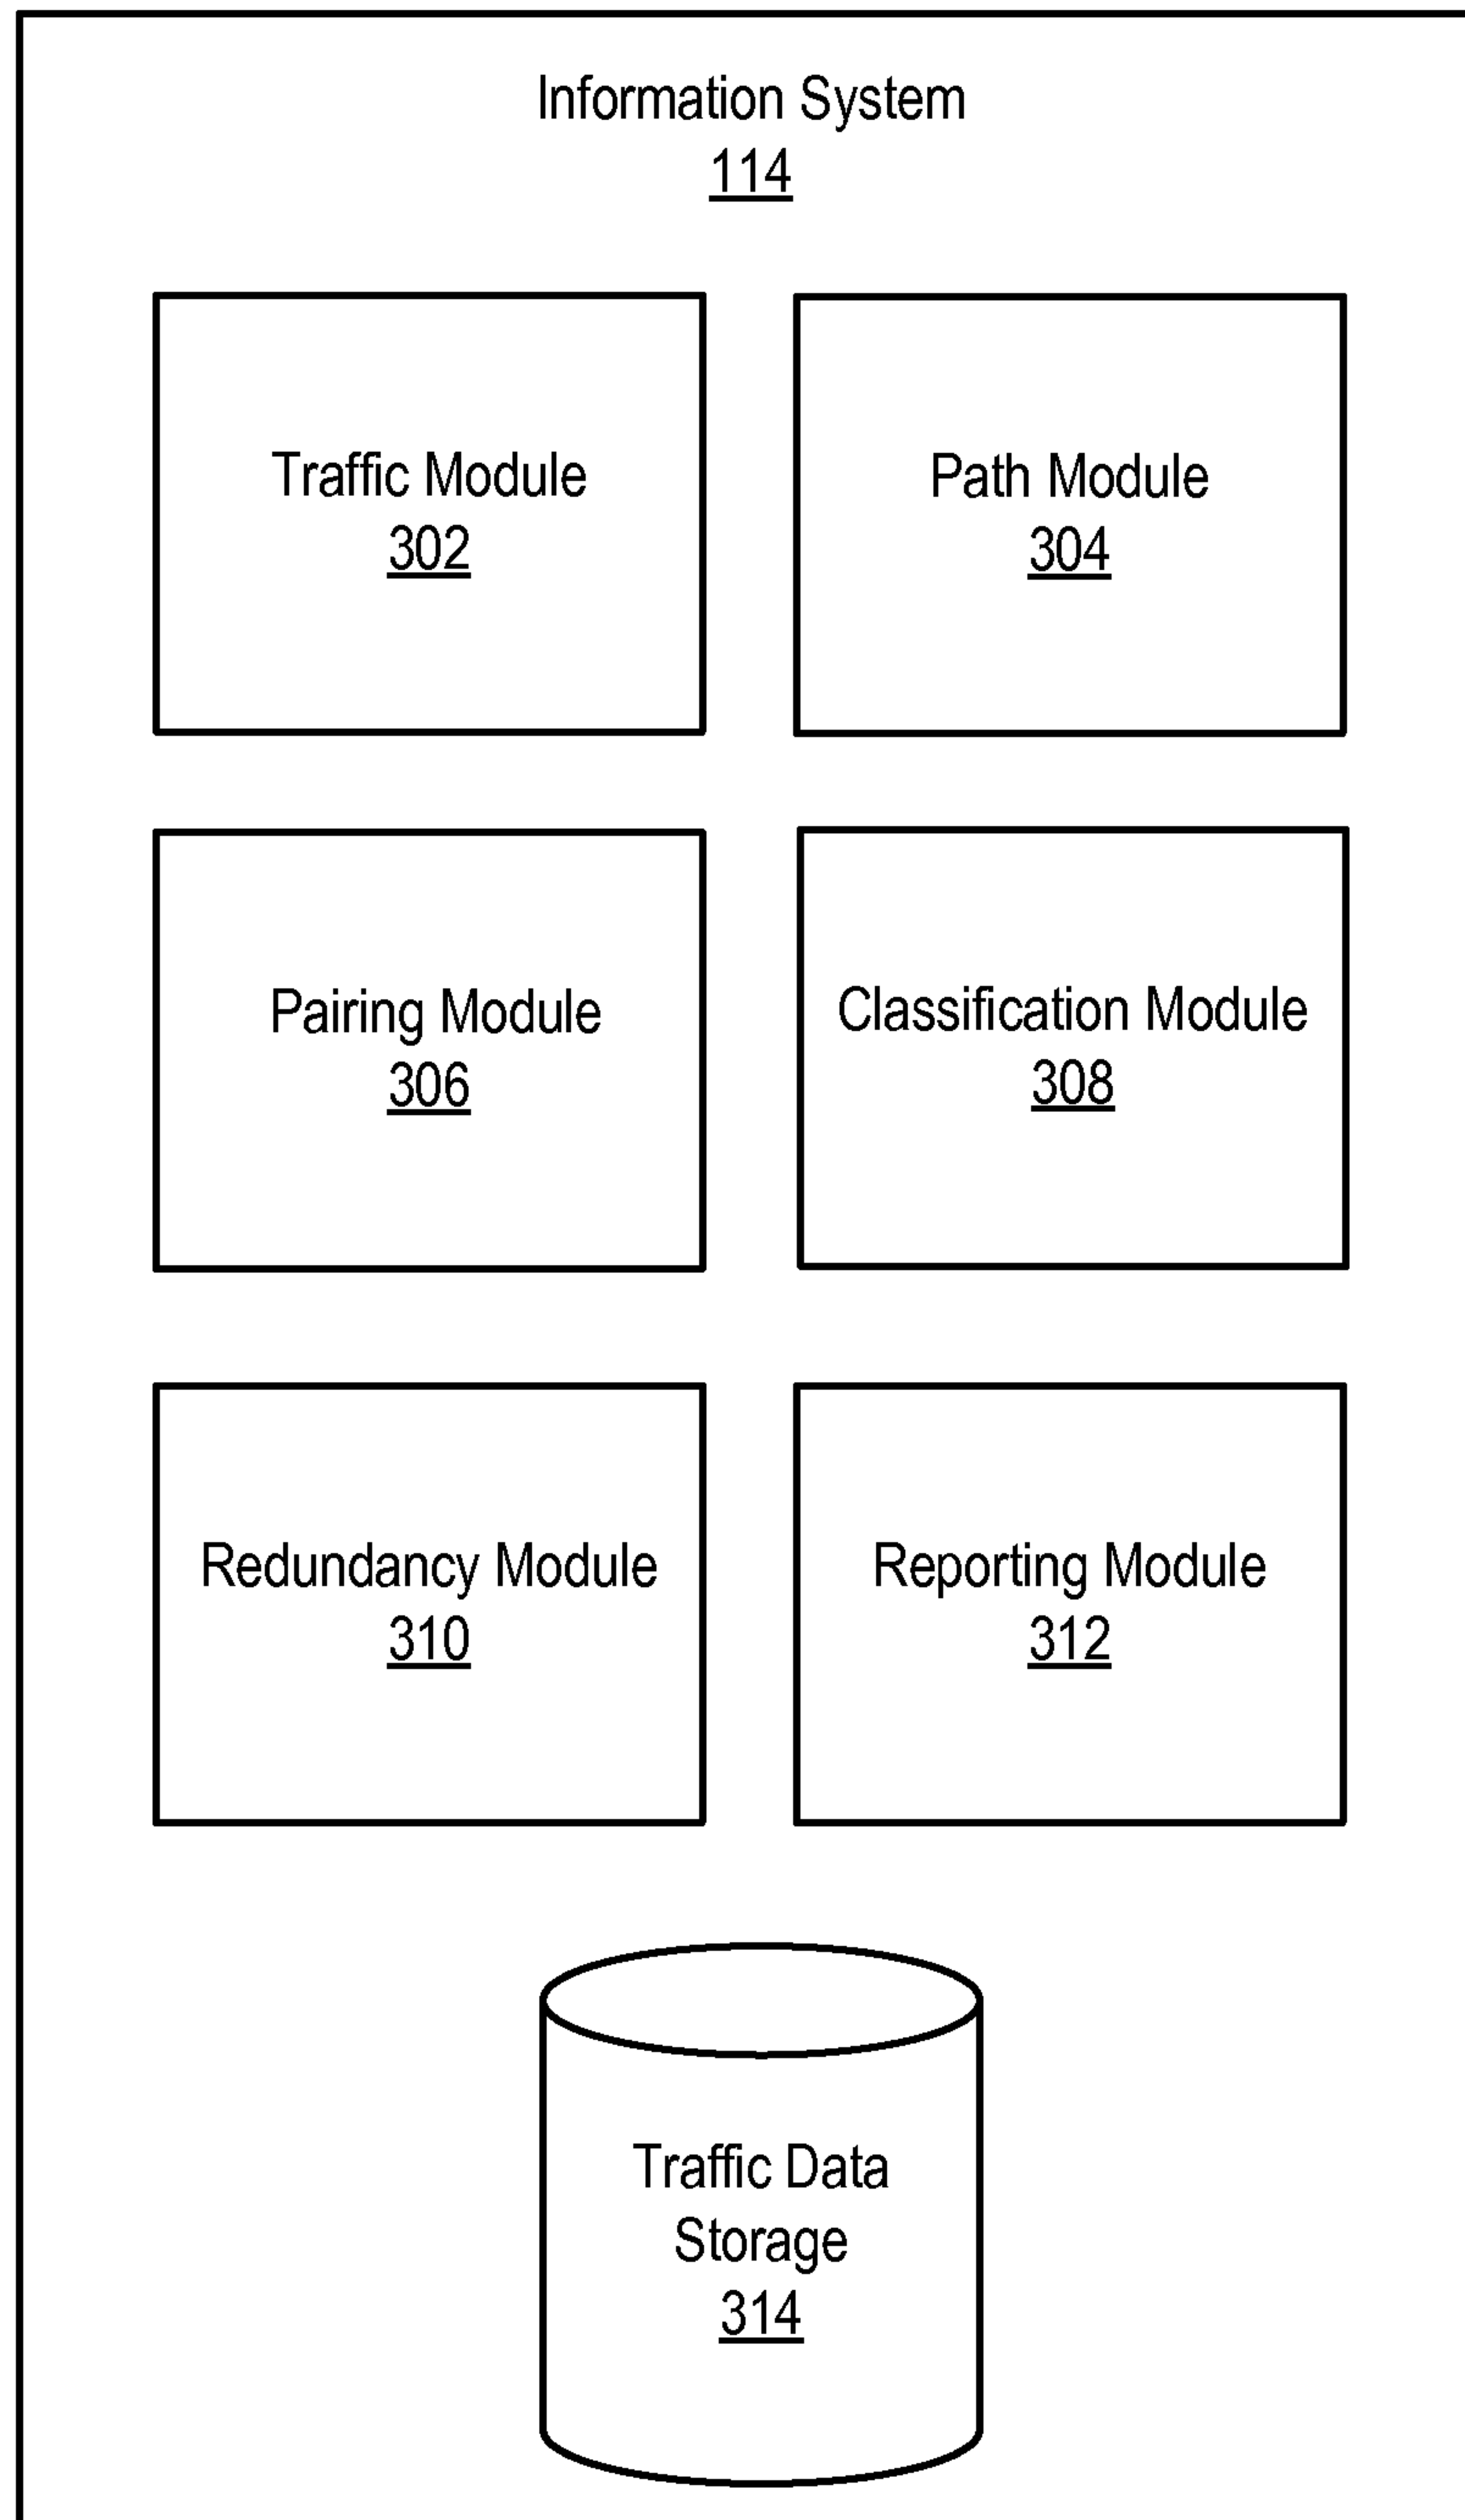 Information System
114
Traffic Module
302
Path Module
304
Pairing Module
306
Classification Module
308
Redundancy Module
310
Reporting Module
312
Traffic Data
Storage
314